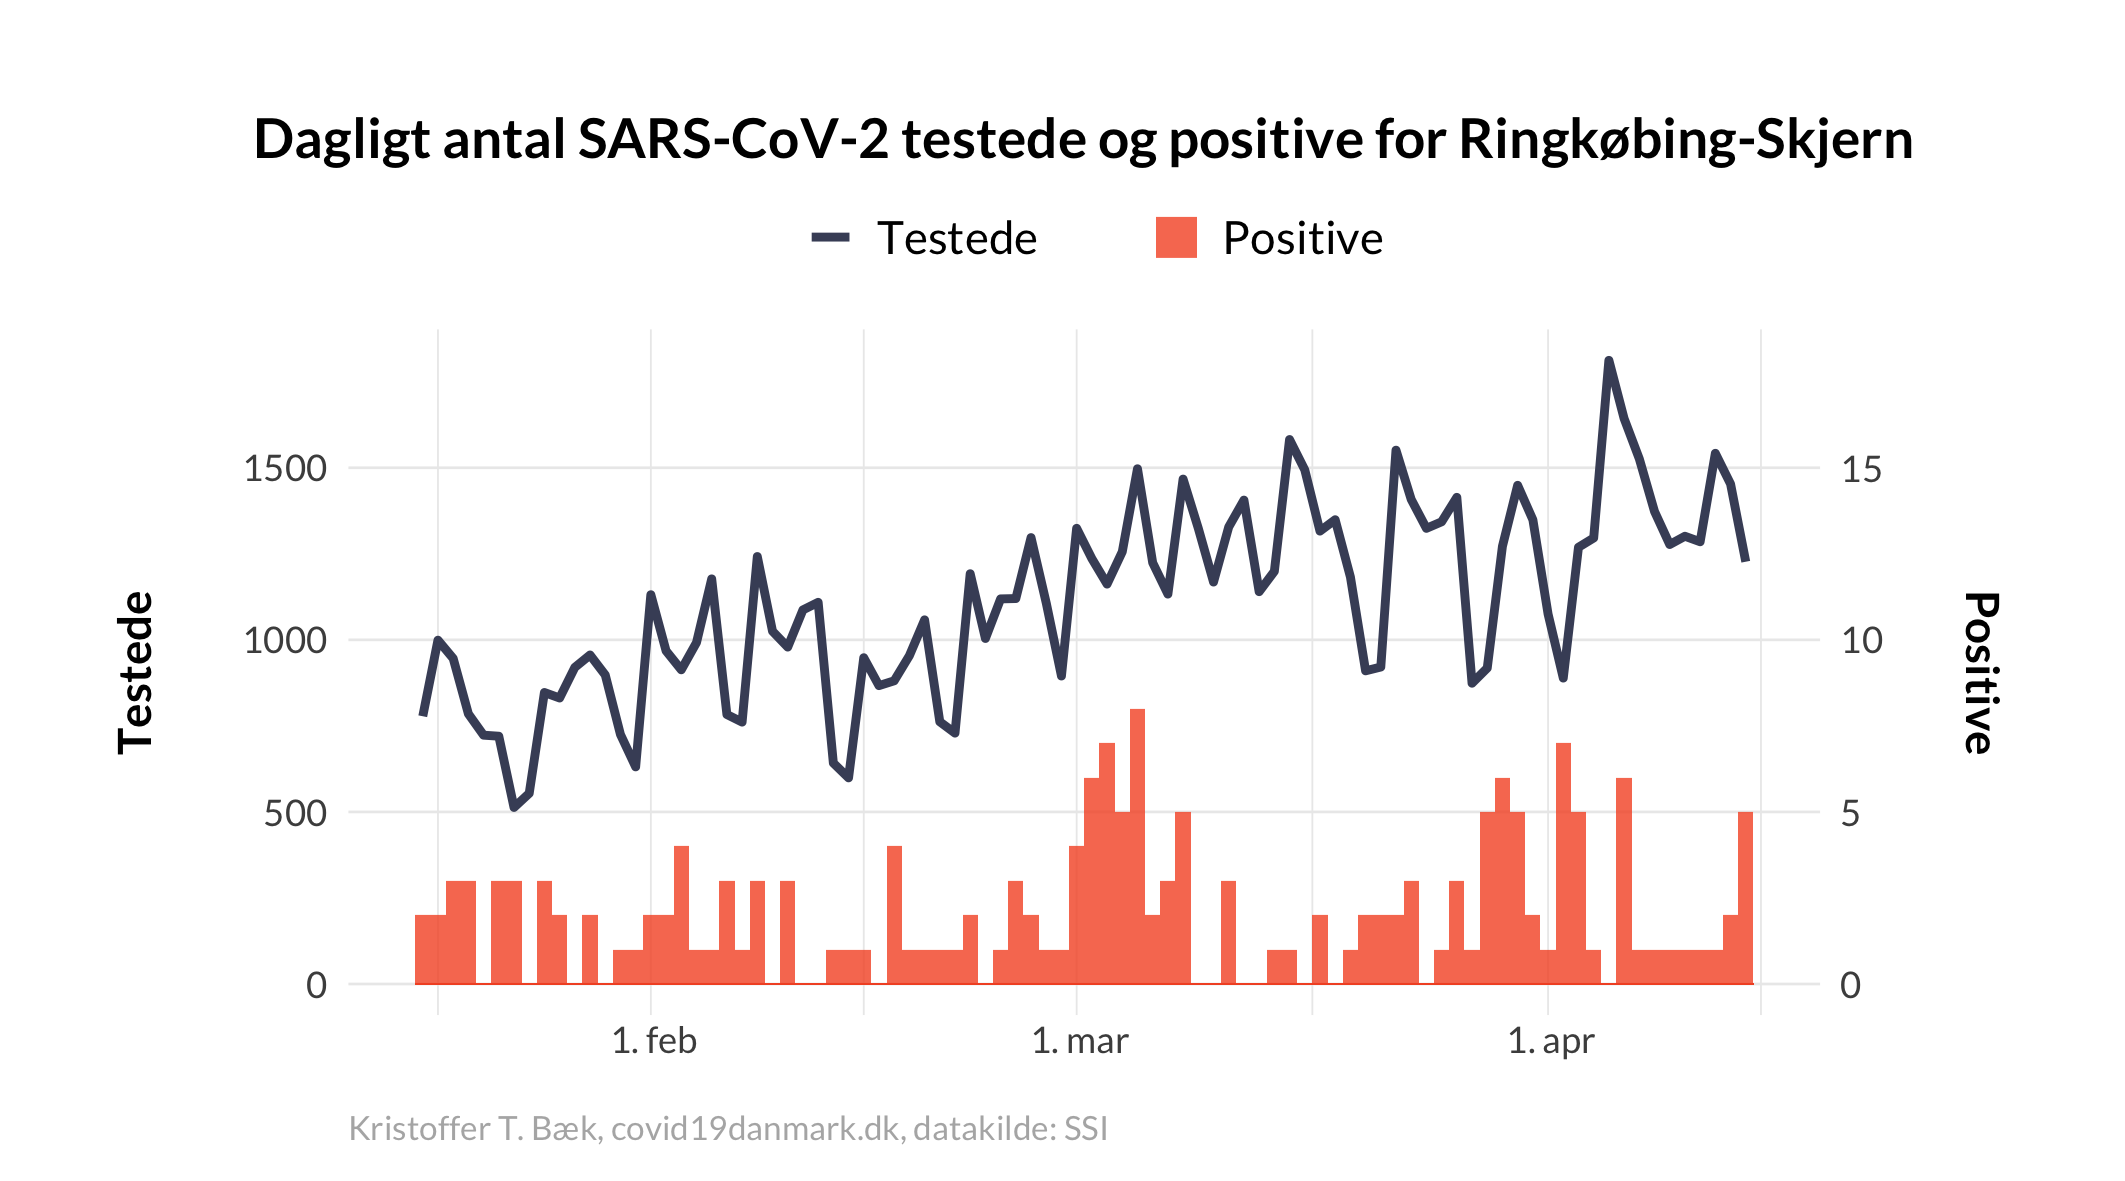 Dagligt antal SARS-CoV-2 testede og positive for Ringkøbing-Skjern
Testede
Positive
1500
1000
500
0
15
10
5
0
Testede
Positive
1. feb
1. mar
1. apr
Kristoffer T. Bæk, covid19danmark.dk, datakilde: SSI